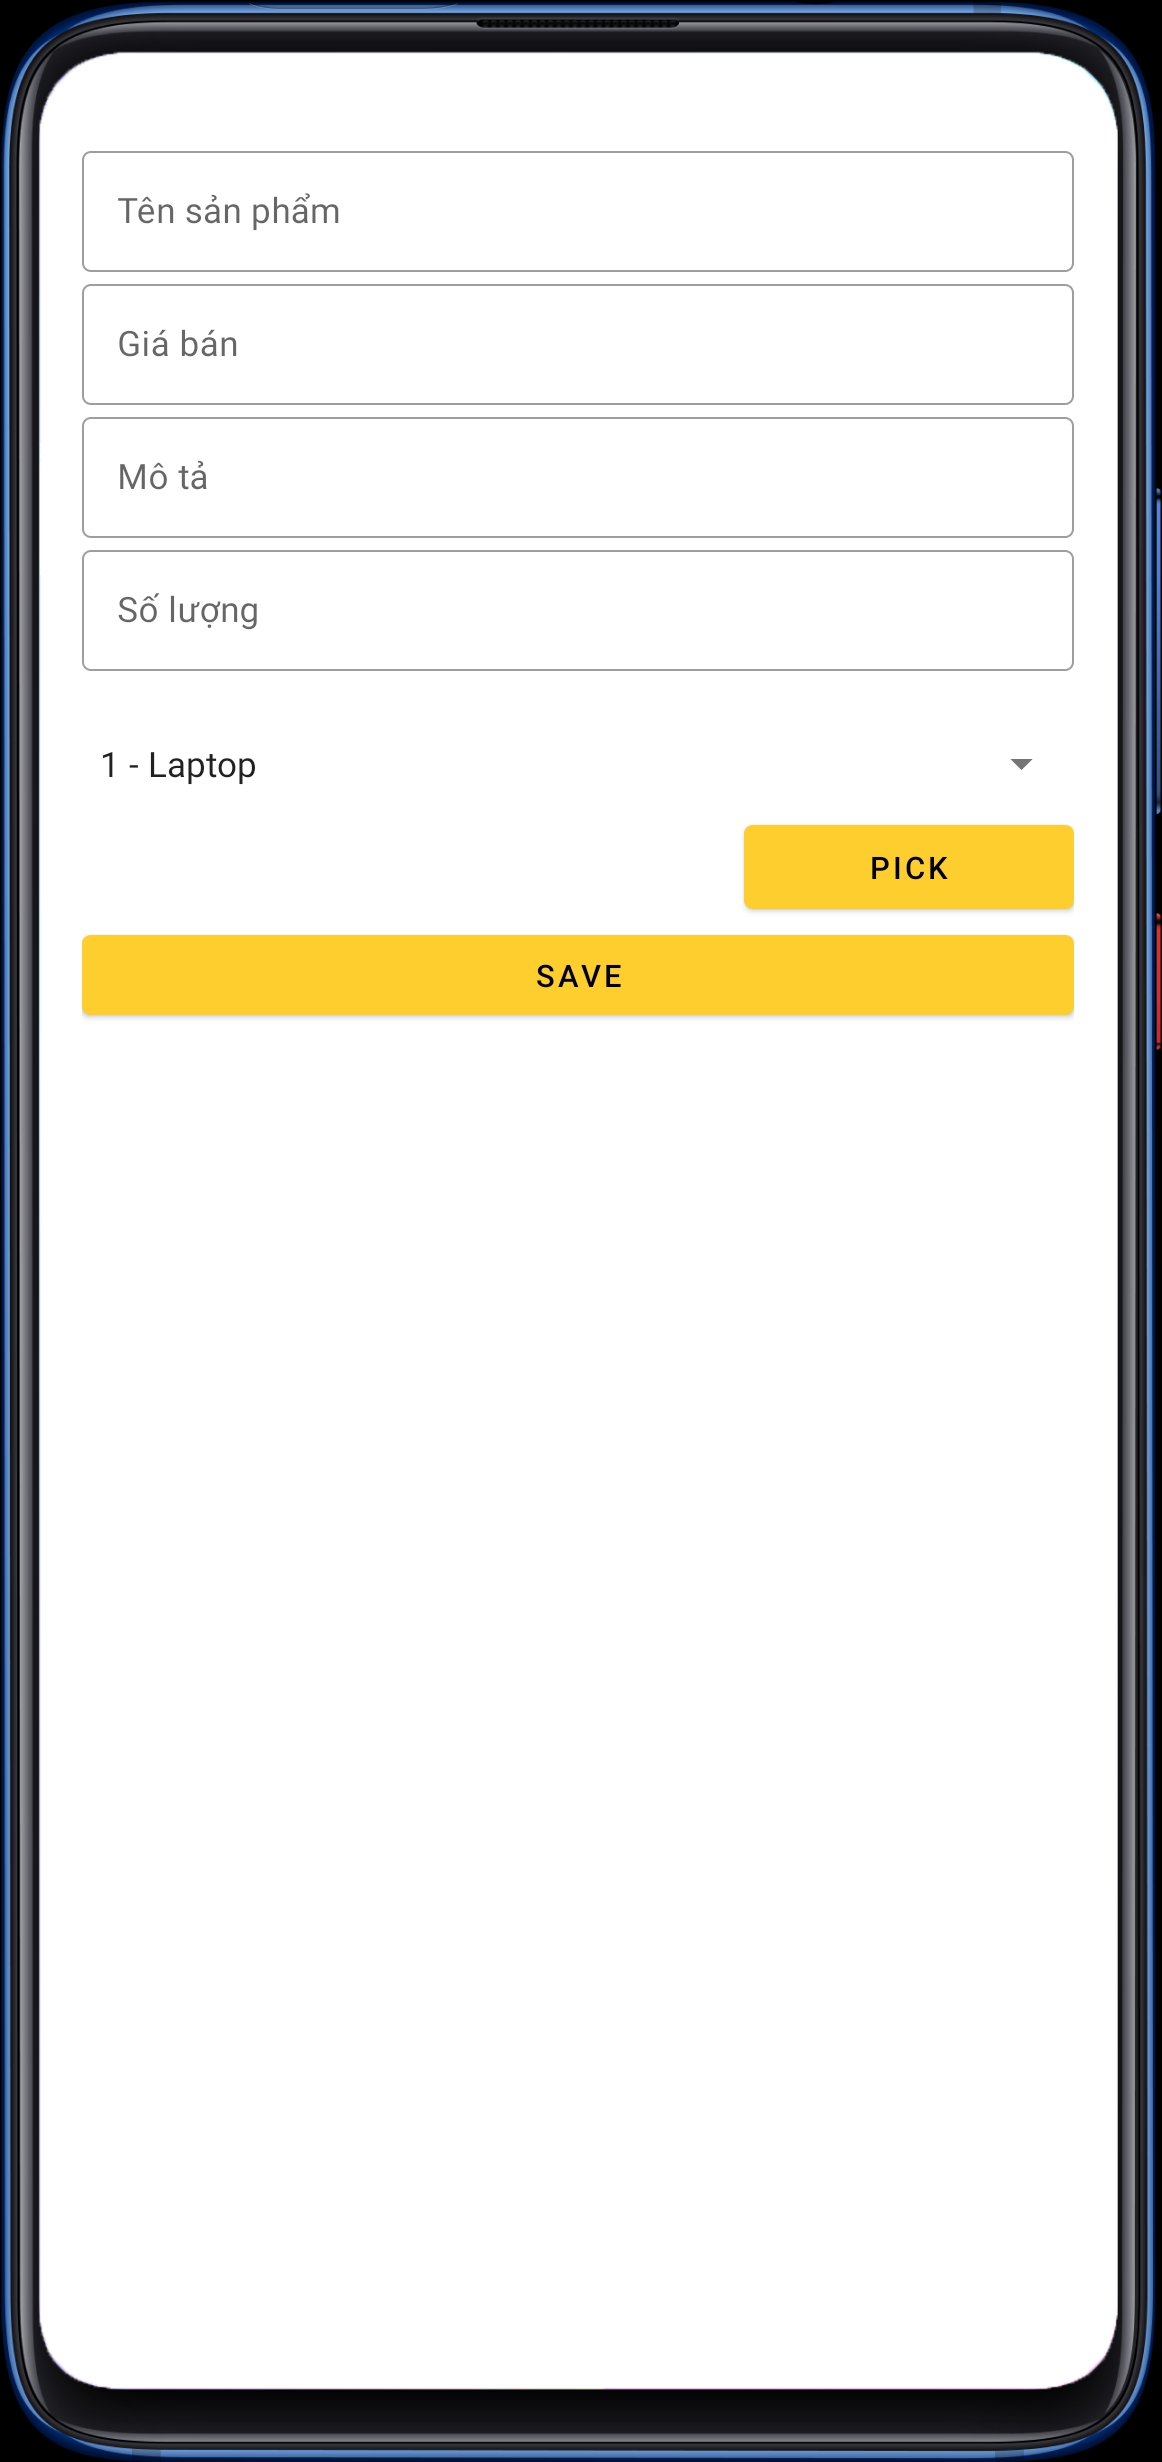 Tên sản phẩm
Giá bán
Mô tả
Số lượng
1 - Laptop
PICK
SAVE